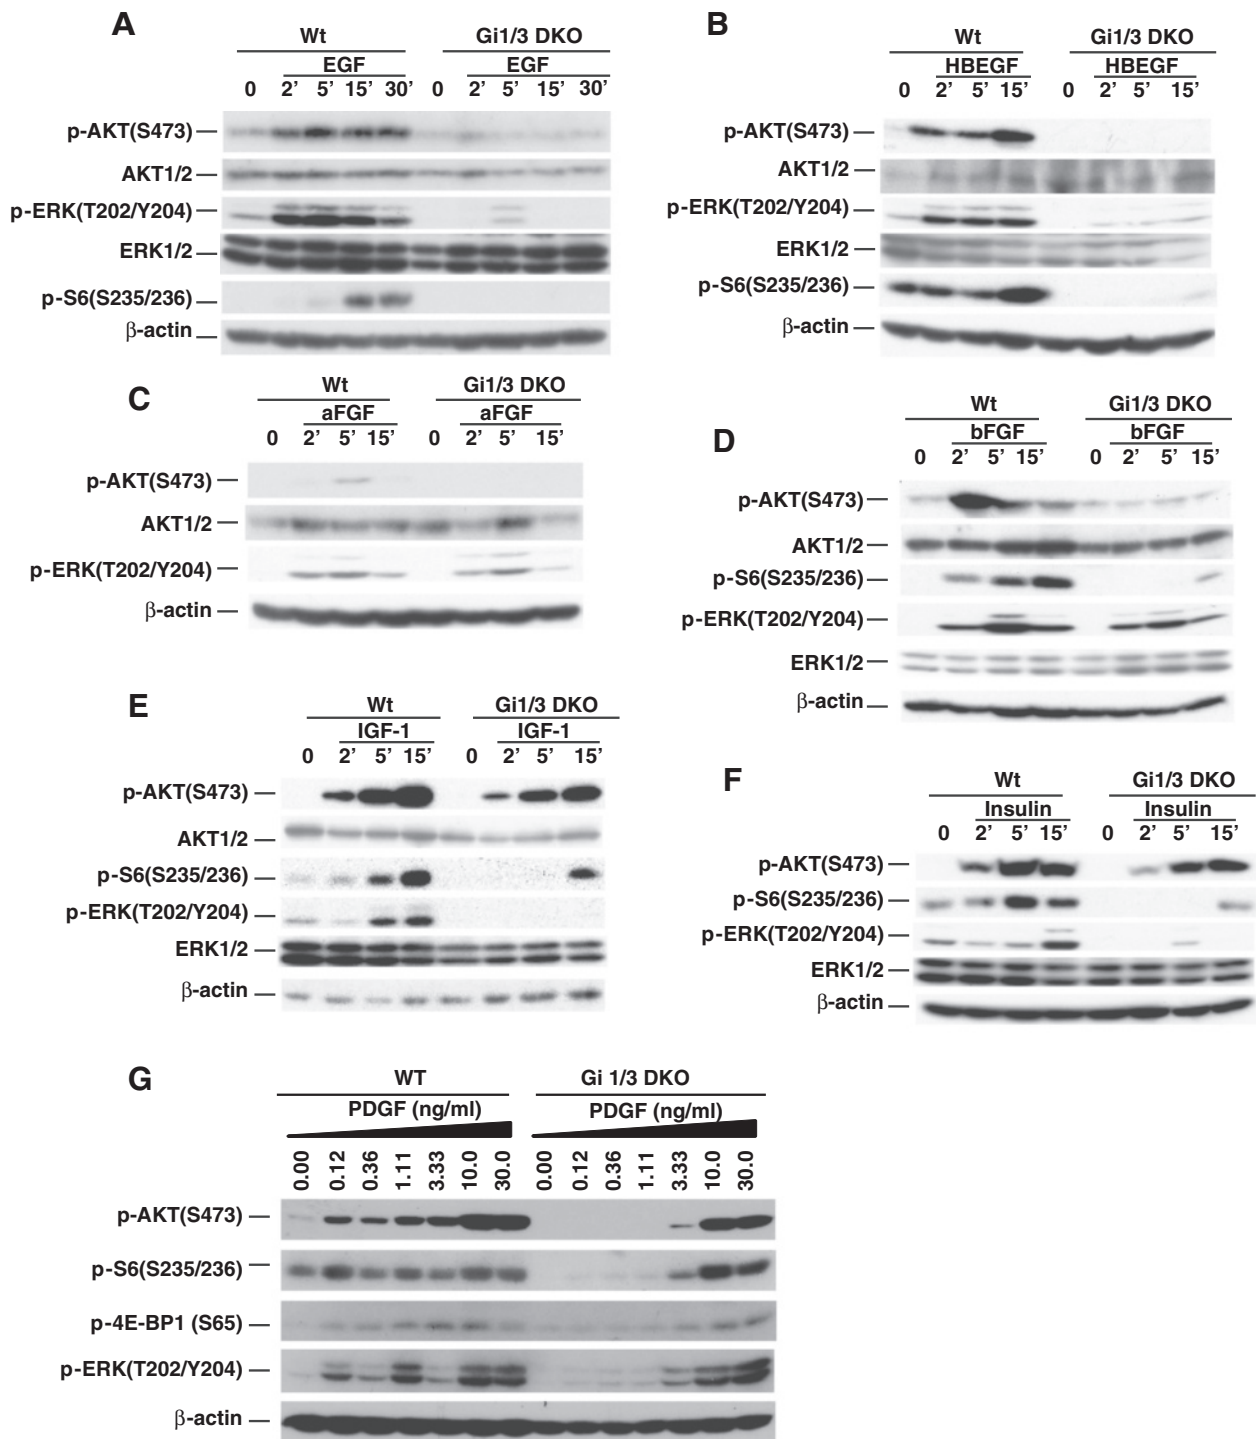 A
Wt Gi1/3 DKO
EGF EGF
0 2’ 5’ 15’ 30’ 0 2’ 5’ 15’ 30’
p-AKT(S473)
AKT1/2
p-ERK(T202/Y204)
ERK1/2
p-S6(S235/236)
β-actin
B
Wt Gi1/3 DKO
HBEGF HBEGF
0 2’ 5’ 15’ 0 2’ 5’ 15’
p-AKT(S473)
AKT1/2
p-ERK(T202/Y204)
ERK1/2
p-S6(S235/236)
β-actin
C
Wt Gi1/3 DKO
aFGF aFGF
0 2’ 5’ 15’ 0 2’ 5’ 15’
p-AKT(S473)
AKT1/2
p-ERK(T202/Y204)
β-actin
D
Wt Gi1/3 DKO
bFGF bFGF
0 2’ 5’ 15’ 0 2’ 5’ 15’
p-AKT(S473)
AKT1/2
p-S6(S235/236)
p-ERK(T202/Y204)
ERK1/2
β-actin
E
Wt Gi1/3 DKO
IGF-1 IGF-1
0 2’ 5’ 15’ 0 2’ 5’ 15’
p-AKT(S473)
AKT1/2
p-S6(S235/236)
p-ERK(T202/Y204)
ERK1/2
β-actin
F
Wt Gi1/3 DKO
Insulin Insulin
0 2’ 5’ 15’ 0 2’ 5’ 15’
p-AKT(S473)
p-S6(S235/236)
p-ERK(T202/Y204)
ERK1/2
β-actin
G
WT Gi 1/3 DKO
PDGF (ng/ml) PDGF (ng/ml)
0.00 0.12 0.36 1.11 3.33 10.0 30.0 0.00 0.12 0.36 1.11 3.33 10.0 30.0
p-AKT(S473)
p-S6(S235/236)
p-4E-BP1 (S65)
p-ERK(T202/Y204)
β-actin